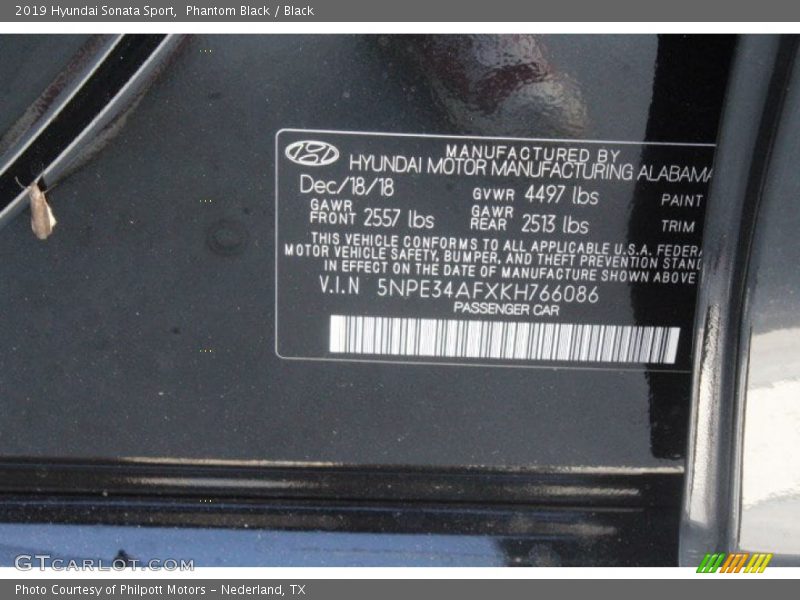 2019 Hyundai Sonata Sport, Phantom Black / Black
MANUFACTURED BY
HYUNDAI MOTOR MANUFACTURING ALABAMA
Dec/18/18 GVWR 4497 lbs PAINT
GAWR FRONT 2557 lbs GAWR REAR 2513 lbs TRIM
THIS VEHICLE CONFORMS TO ALL APPLICABLE U.S.A. FEDERA
MOTOR VEHICLE SAFETY, BUMPER, AND THEFT PREVENTION STAND
IN EFFECT ON THE DATE OF MANUFACTURE SHOWN ABOVE
V.I.N 5NPE34AFXKH766086
PASSENGER CAR
GTCARLOT.COM
Photo Courtesy of Philpott Motors - Nederland, TX